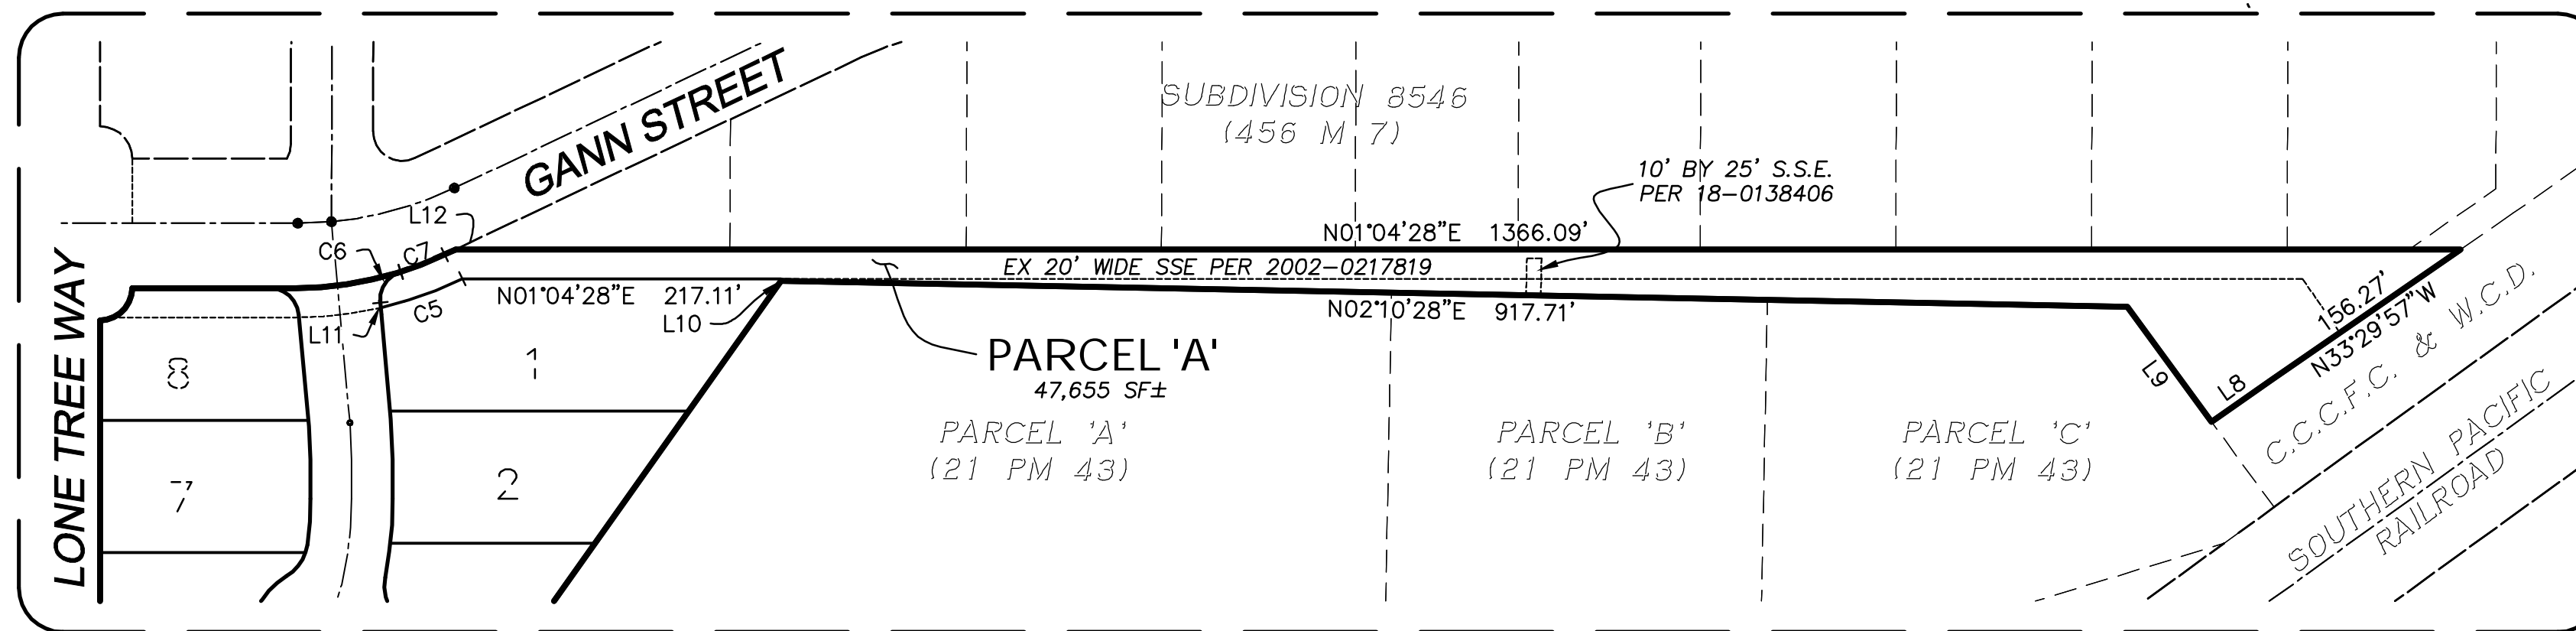 LONE TREE WAY
GANN STREET
SUBDIVISION 8546
(456 M 7)
10' BY 25' S.S.E.
PER 18-0138406
L12
C6
C7
N01°04'28"E 1366.09'
EX 20' WIDE SSE PER 2002-0217819
N01°04'28"E 217.11'
C5
L10
L11
N02°10'28"E 917.71'
PARCEL 'A'
47,655 SF±
156.27'
N33°29'57"W
L9
L8
C.C.C.F.C. & W.C.D.
SOUTHERN PACIFIC
RAILROAD
8
1
7
2
PARCEL 'A'
(21 PM 43)
PARCEL 'B'
(21 PM 43)
PARCEL 'C'
(21 PM 43)